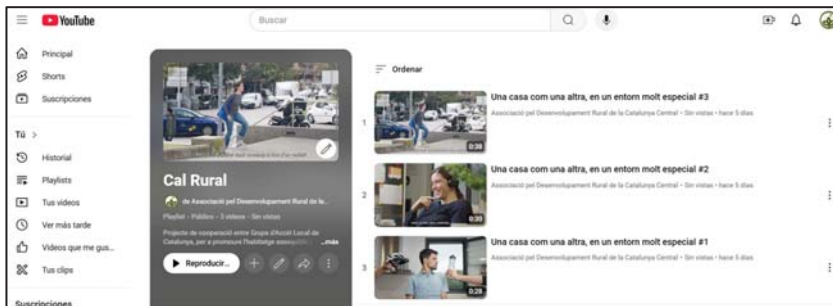 YouTube
Buscar
Principal
Shorts
Suscripciones
Tú >
Historial
Playlists
Tus videos
Ver más tarde
Videos que me gus...
Tus clips
Suscripciones
Cal Rural
de Associació pel Desenvolupament Rural de la...
Playlist • Público • 3 videos • Sin vistas
Projecte de cooperació entre Grups d'Acció Local de
Catalunya, per a promoure l'habitatge assequible
...más
Reproducir...
Ordenar
1
0:38
Una casa com una altra, en un entorn molt especial #3
Associació pel Desenvolupament Rural de la Catalunya Central • Sin vistas • hace 5 días
2
0:30
Una casa com una altra, en un entorn molt especial #2
Associació pel Desenvolupament Rural de la Catalunya Central • Sin vistas • hace 5 días
3
0:28
Una casa com una altra, en un entorn molt especial #1
Associació pel Desenvolupament Rural de la Catalunya Central • Sin vistas • hace 5 días